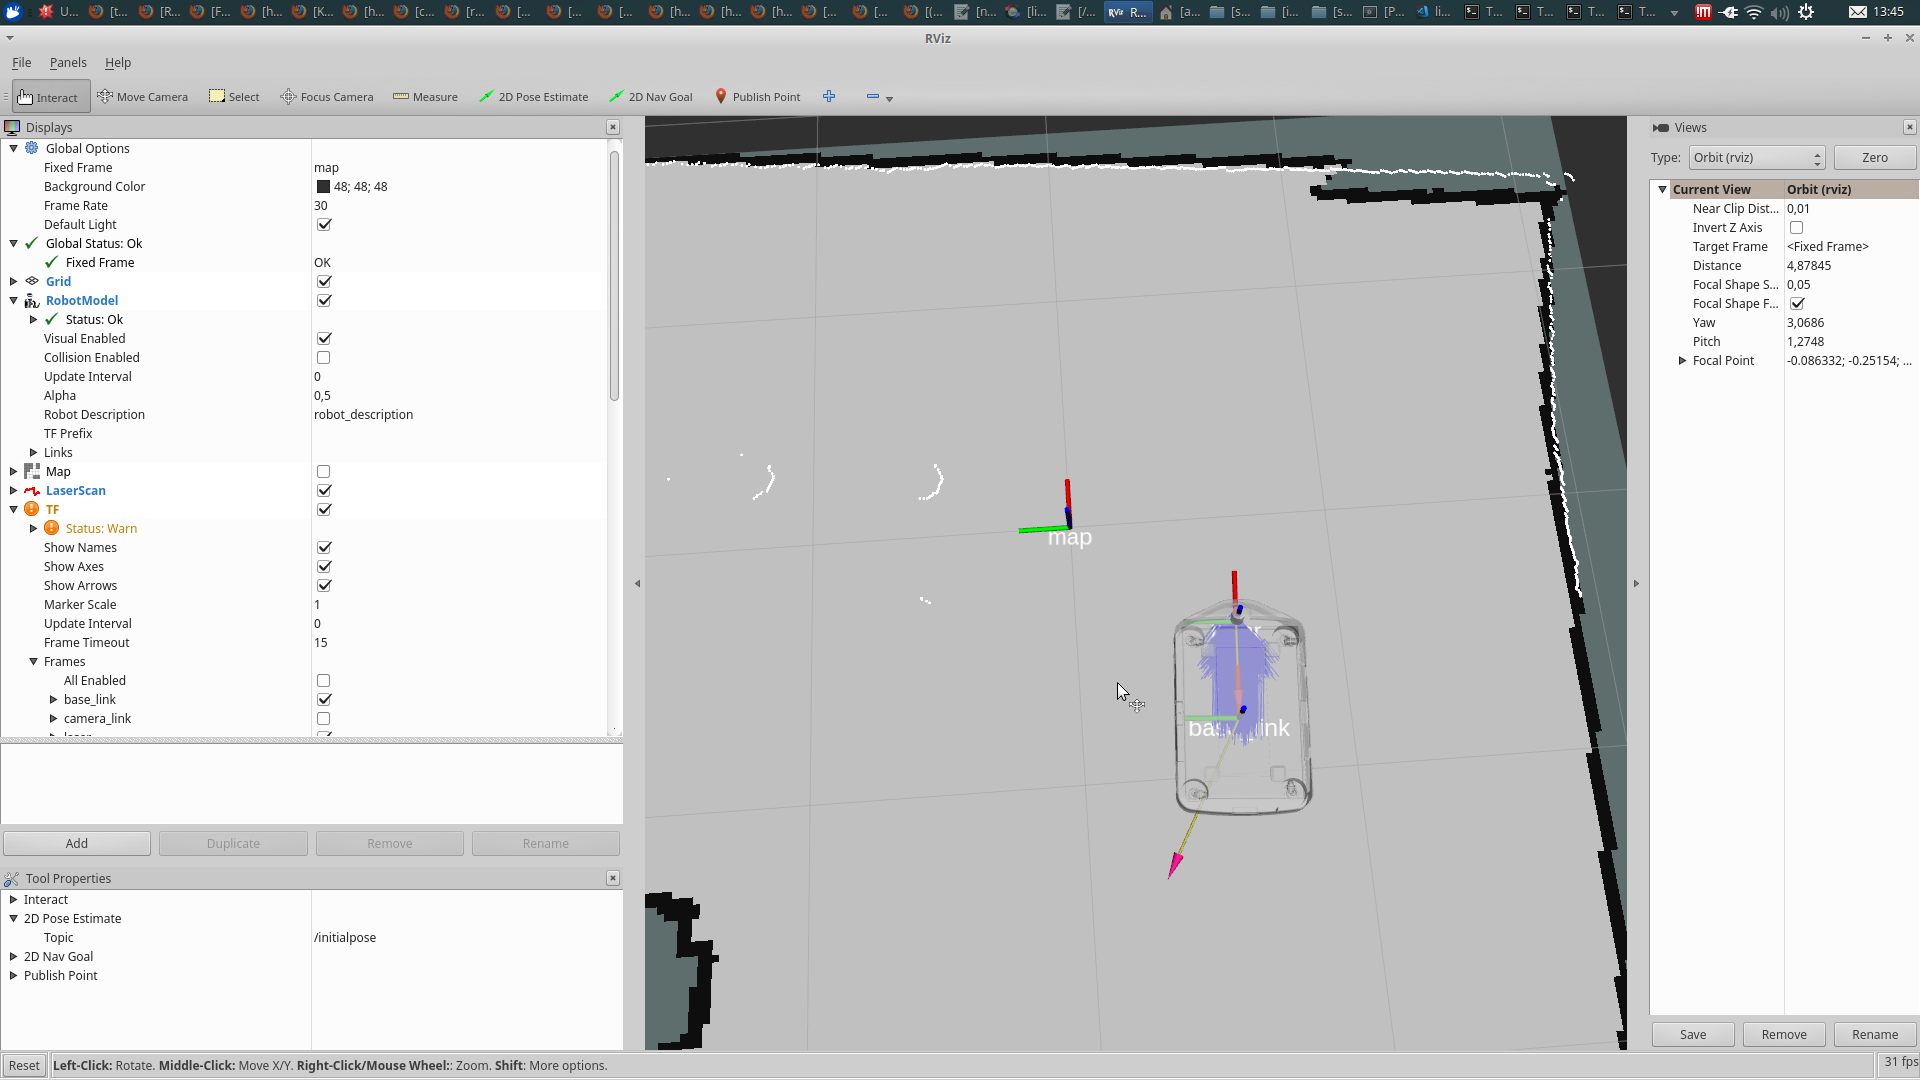 U... [t... [R... [F... [h... [K... [h... [c... [r... [... [... [... [h... [h... [h... [... [... [(... [n... [li... [/... RViz R... [a... [s... [i... [s... [P... li... T... T... T... T... 13:45
RViz
File Panels Help
Interact Move Camera Select Focus Camera Measure 2D Pose Estimate 2D Nav Goal Publish Point
Displays
Global Options
Fixed Frame map
Background Color 48; 48; 48
Frame Rate 30
Default Light
Global Status: Ok
Fixed Frame OK
Grid
RobotModel
Status: Ok
Visual Enabled
Collision Enabled
Update Interval 0
Alpha 0,5
Robot Description robot_description
TF Prefix
Links
Map
LaserScan
TF
Status: Warn
Show Names
Show Axes
Show Arrows
Marker Scale 1
Update Interval 0
Frame Timeout 15
Frames
All Enabled
base_link
camera_link
Add Duplicate Remove Rename
Tool Properties
Interact
2D Pose Estimate
Topic /initialpose
2D Nav Goal
Publish Point
map
base_link
Views
Type: Orbit (rviz) Zero
Current View Orbit (rviz)
Near Clip Dist... 0,01
Invert Z Axis
Target Frame <Fixed Frame>
Distance 4,87845
Focal Shape S... 0,05
Focal Shape F...
Yaw 3,0686
Pitch 1,2748
Focal Point -0.086332; -0.25154; ...
Save Remove Rename
Reset Left-Click: Rotate. Middle-Click: Move X/Y. Right-Click/Mouse Wheel:: Zoom. Shift: More options. 31 fps